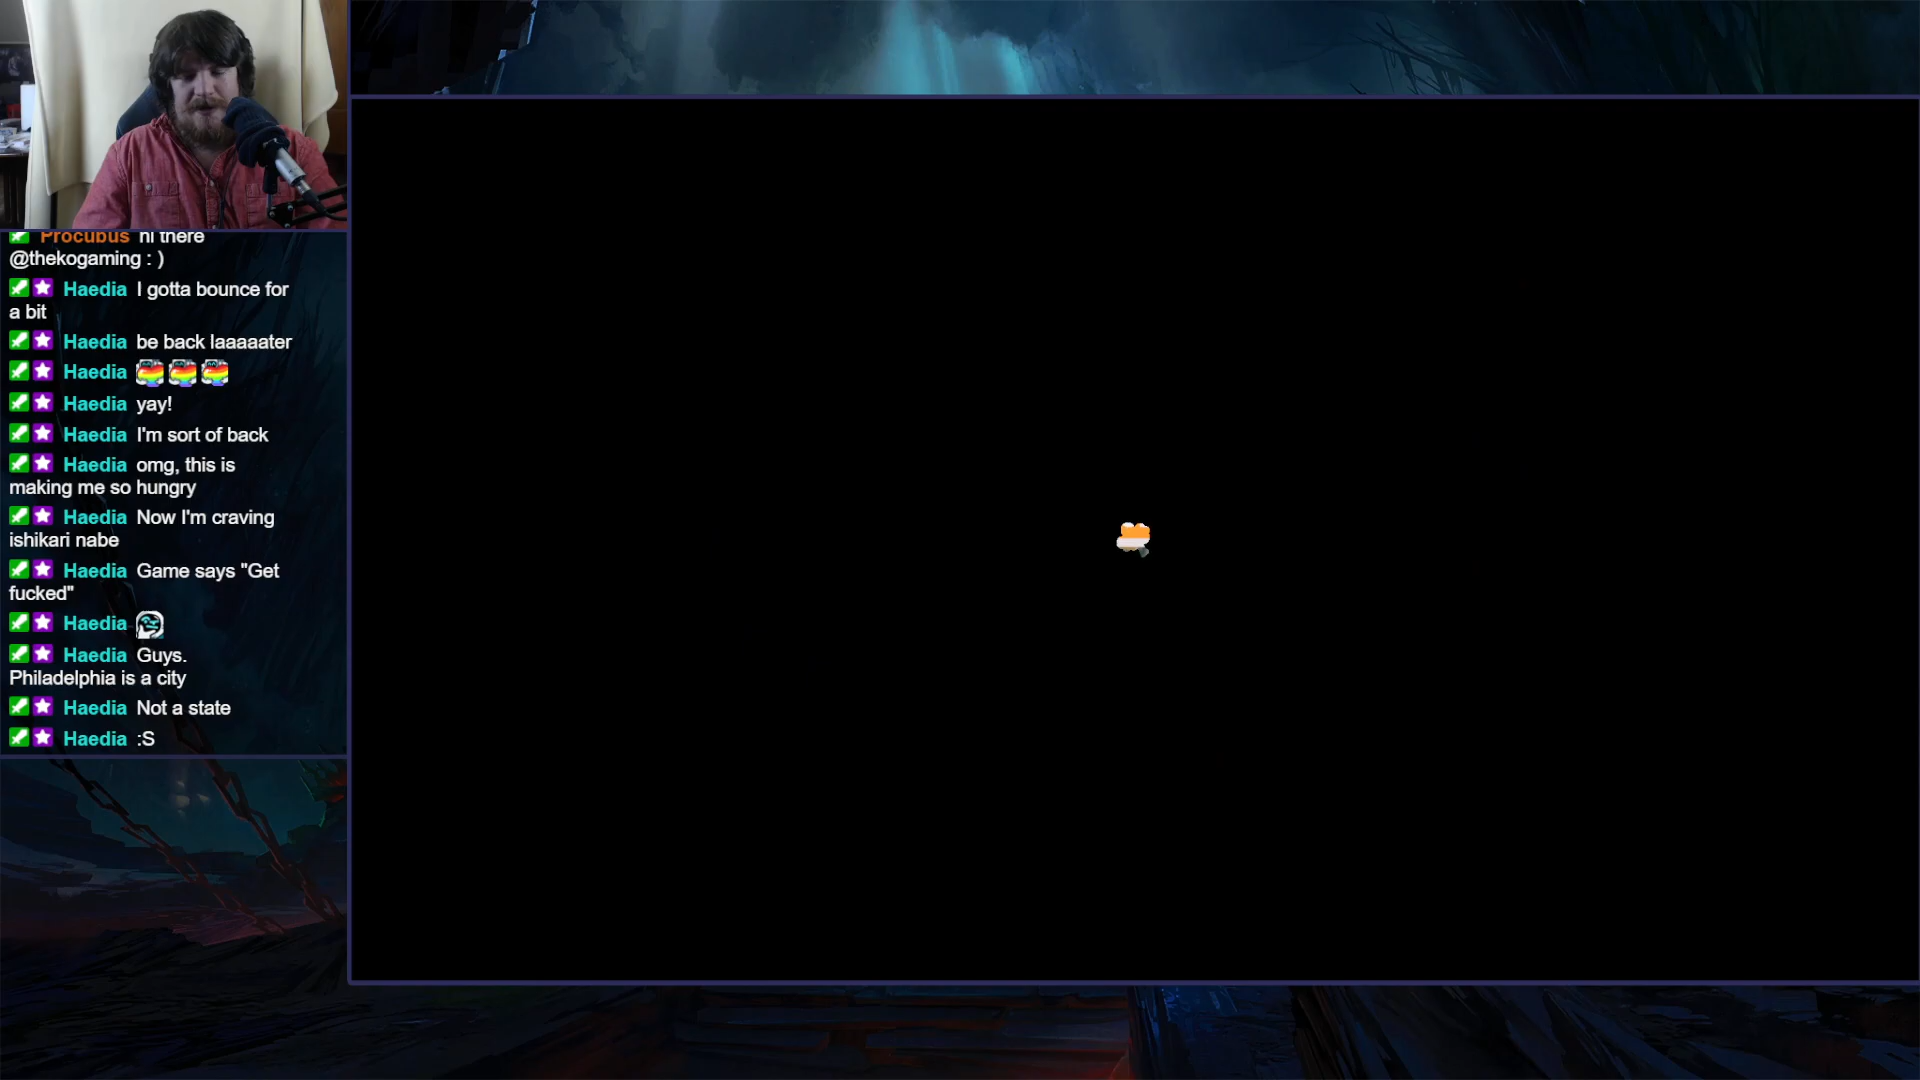 Procubus hi there
@thekogaming : )
Haedia I gotta bounce for
a bit
Haedia be back laaaaater
Haedia
Haedia yay!
Haedia I'm sort of back
Haedia omg, this is
making me so hungry
Haedia Now I'm craving
ishikari nabe
Haedia Game says "Get
fucked"
Haedia
Haedia Guys.
Philadelphia is a city
Haedia Not a state
Haedia :S